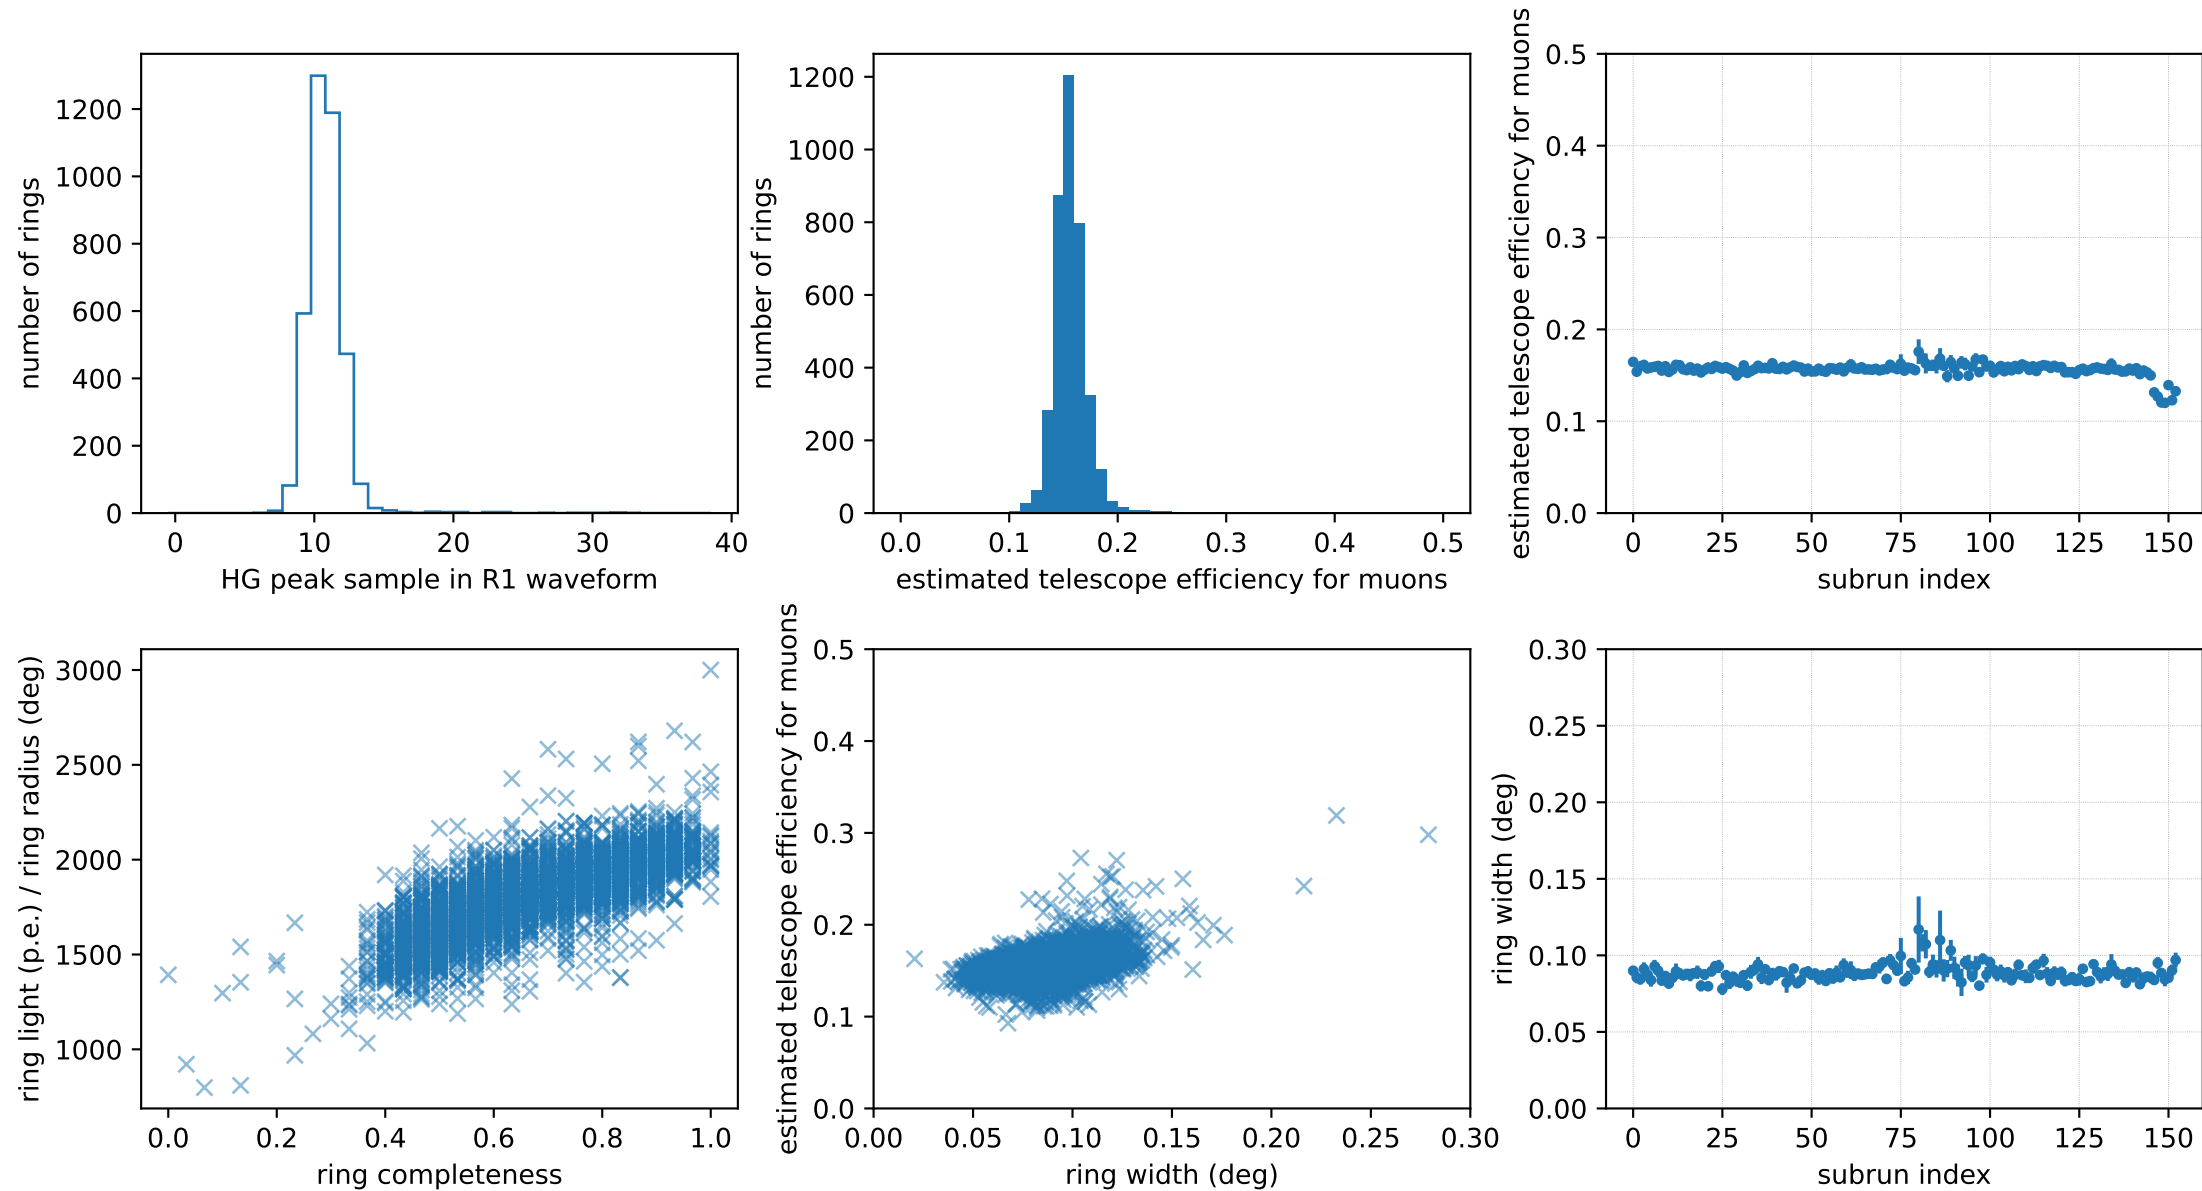 number of rings
1200
1000
800
600
400
200
0
0 10 20 30 40
HG peak sample in R1 waveform
number of rings
1200
1000
800
600
400
200
0
0.0 0.1 0.2 0.3 0.4 0.5
estimated telescope efficiency for muons
estimated telescope efficiency for muons
0.5
0.4
0.3
0.2
0.1
0.0
0 25 50 75 100 125 150
subrun index
ring light (p.e.) / ring radius (deg)
3000
2500
2000
1500
1000
0.0 0.2 0.4 0.6 0.8 1.0
ring completeness
estimated telescope efficiency for muons
0.5
0.4
0.3
0.2
0.1
0.0
0.00 0.05 0.10 0.15 0.20 0.25 0.30
ring width (deg)
ring width (deg)
0.30
0.25
0.20
0.15
0.10
0.05
0.00
0 25 50 75 100 125 150
subrun index